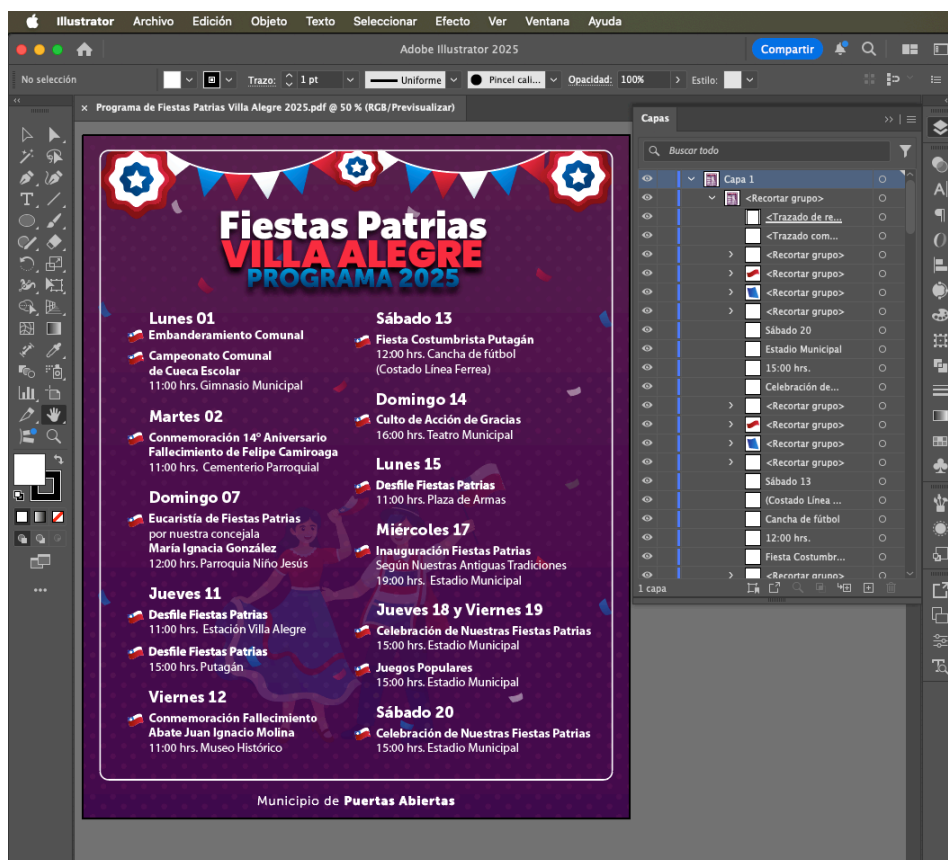 Illustrator Archivo Edición Objeto Texto Seleccionar Efecto Ver Ventana Ayuda
Adobe Illustrator 2025
Compartir
No selección
Trazo: 1 pt
Uniforme
Pincel cali...
Opacidad: 100%
Estilo:
× Programa de Fiestas Patrias Villa Alegre 2025.pdf @ 50 % (RGB/Previsualizar)
Fiestas Patrias
VILLA ALEGRE
PROGRAMA 2025
Lunes 01
Embanderamiento Comunal
Campeonato Comunal
de Cueca Escolar
11:00 hrs. Gimnasio Municipal
Martes 02
Conmemoración 14º Aniversario
Fallecimiento de Felipe Camiroaga
11:00 hrs. Cementerio Parroquial
Domingo 07
Eucaristía de Fiestas Patrias
por nuestra concejala
María Ignacia González
12:00 hrs. Parroquia Niño Jesús
Jueves 11
Desfile Fiestas Patrias
11:00 hrs. Estación Villa Alegre
Desfile Fiestas Patrias
15:00 hrs. Putagán
Viernes 12
Conmemoración Fallecimiento
Abate Juan Ignacio Molina
11:00 hrs. Museo Histórico
Sábado 13
Fiesta Costumbrista Putagán
12:00 hrs. Cancha de fútbol
(Costado Línea Ferrea)
Domingo 14
Culto de Acción de Gracias
16:00 hrs. Teatro Municipal
Lunes 15
Desfile Fiestas Patrias
11:00 hrs. Plaza de Armas
Miércoles 17
Inauguración Fiestas Patrias
Según Nuestras Antiguas Tradiciones
19:00 hrs. Estadio Municipal
Jueves 18 y Viernes 19
Celebración de Nuestras Fiestas Patrias
15:00 hrs. Estadio Municipal
Juegos Populares
15:00 hrs. Estadio Municipal
Sábado 20
Celebración de Nuestras Fiestas Patrias
15:00 hrs. Estadio Municipal
Municipio de Puertas Abiertas
Capas
Buscar todo
Capa 1
<Recortar grupo>
<Trazado de re...
<Trazado com...
<Recortar grupo>
<Recortar grupo>
<Recortar grupo>
<Recortar grupo>
Sábado 20
Estadio Municipal
15:00 hrs.
Celebración de...
<Recortar grupo>
<Recortar grupo>
<Recortar grupo>
<Recortar grupo>
Sábado 13
(Costado Línea ...
Cancha de fútbol
12:00 hrs.
Fiesta Costumbr...
<Recortar grupo>
1 capa